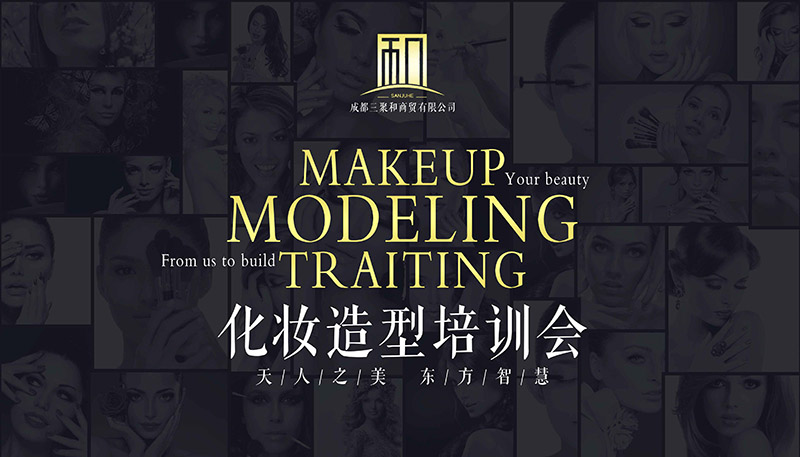 和
SANJUHE
成都三聚和商贸有限公司
MAKEUP
Your beauty
MODELING
From us to build
TRAITING
化妆造型培训会
天/人/之/美 东/方/智/慧